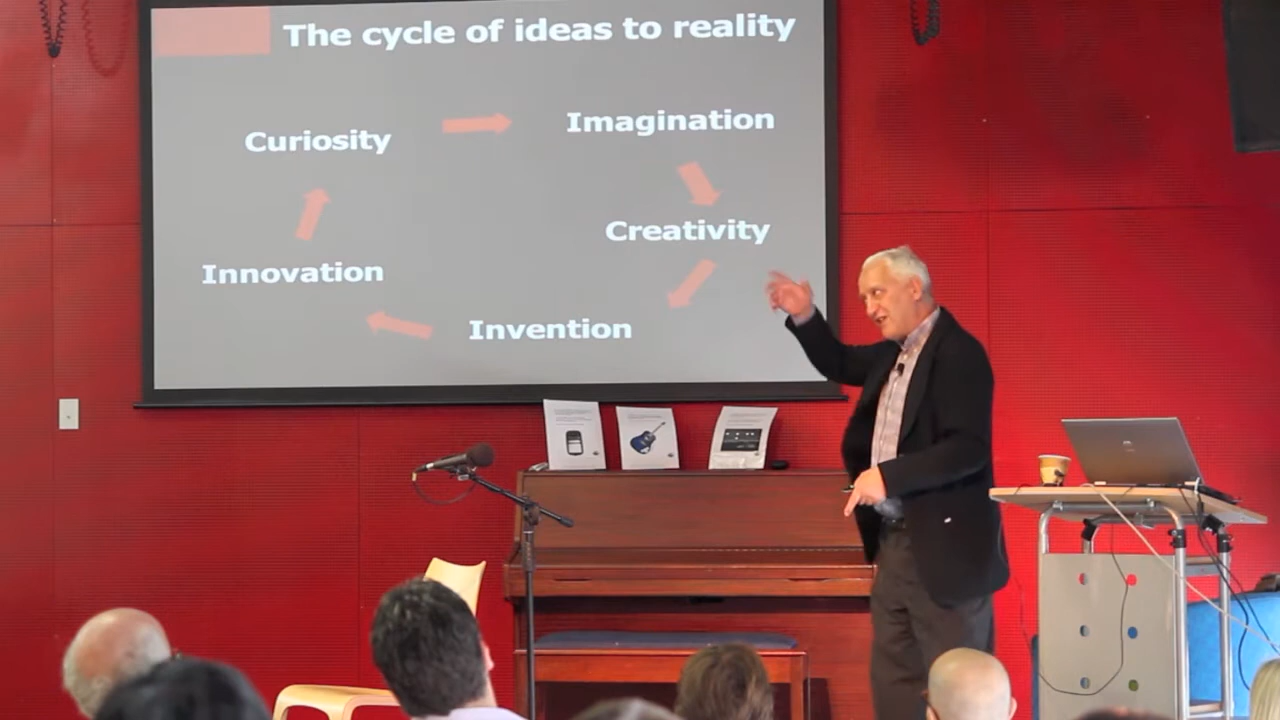 The cycle of ideas to reality
Curiosity
Imagination
Creativity
Invention
Innovation